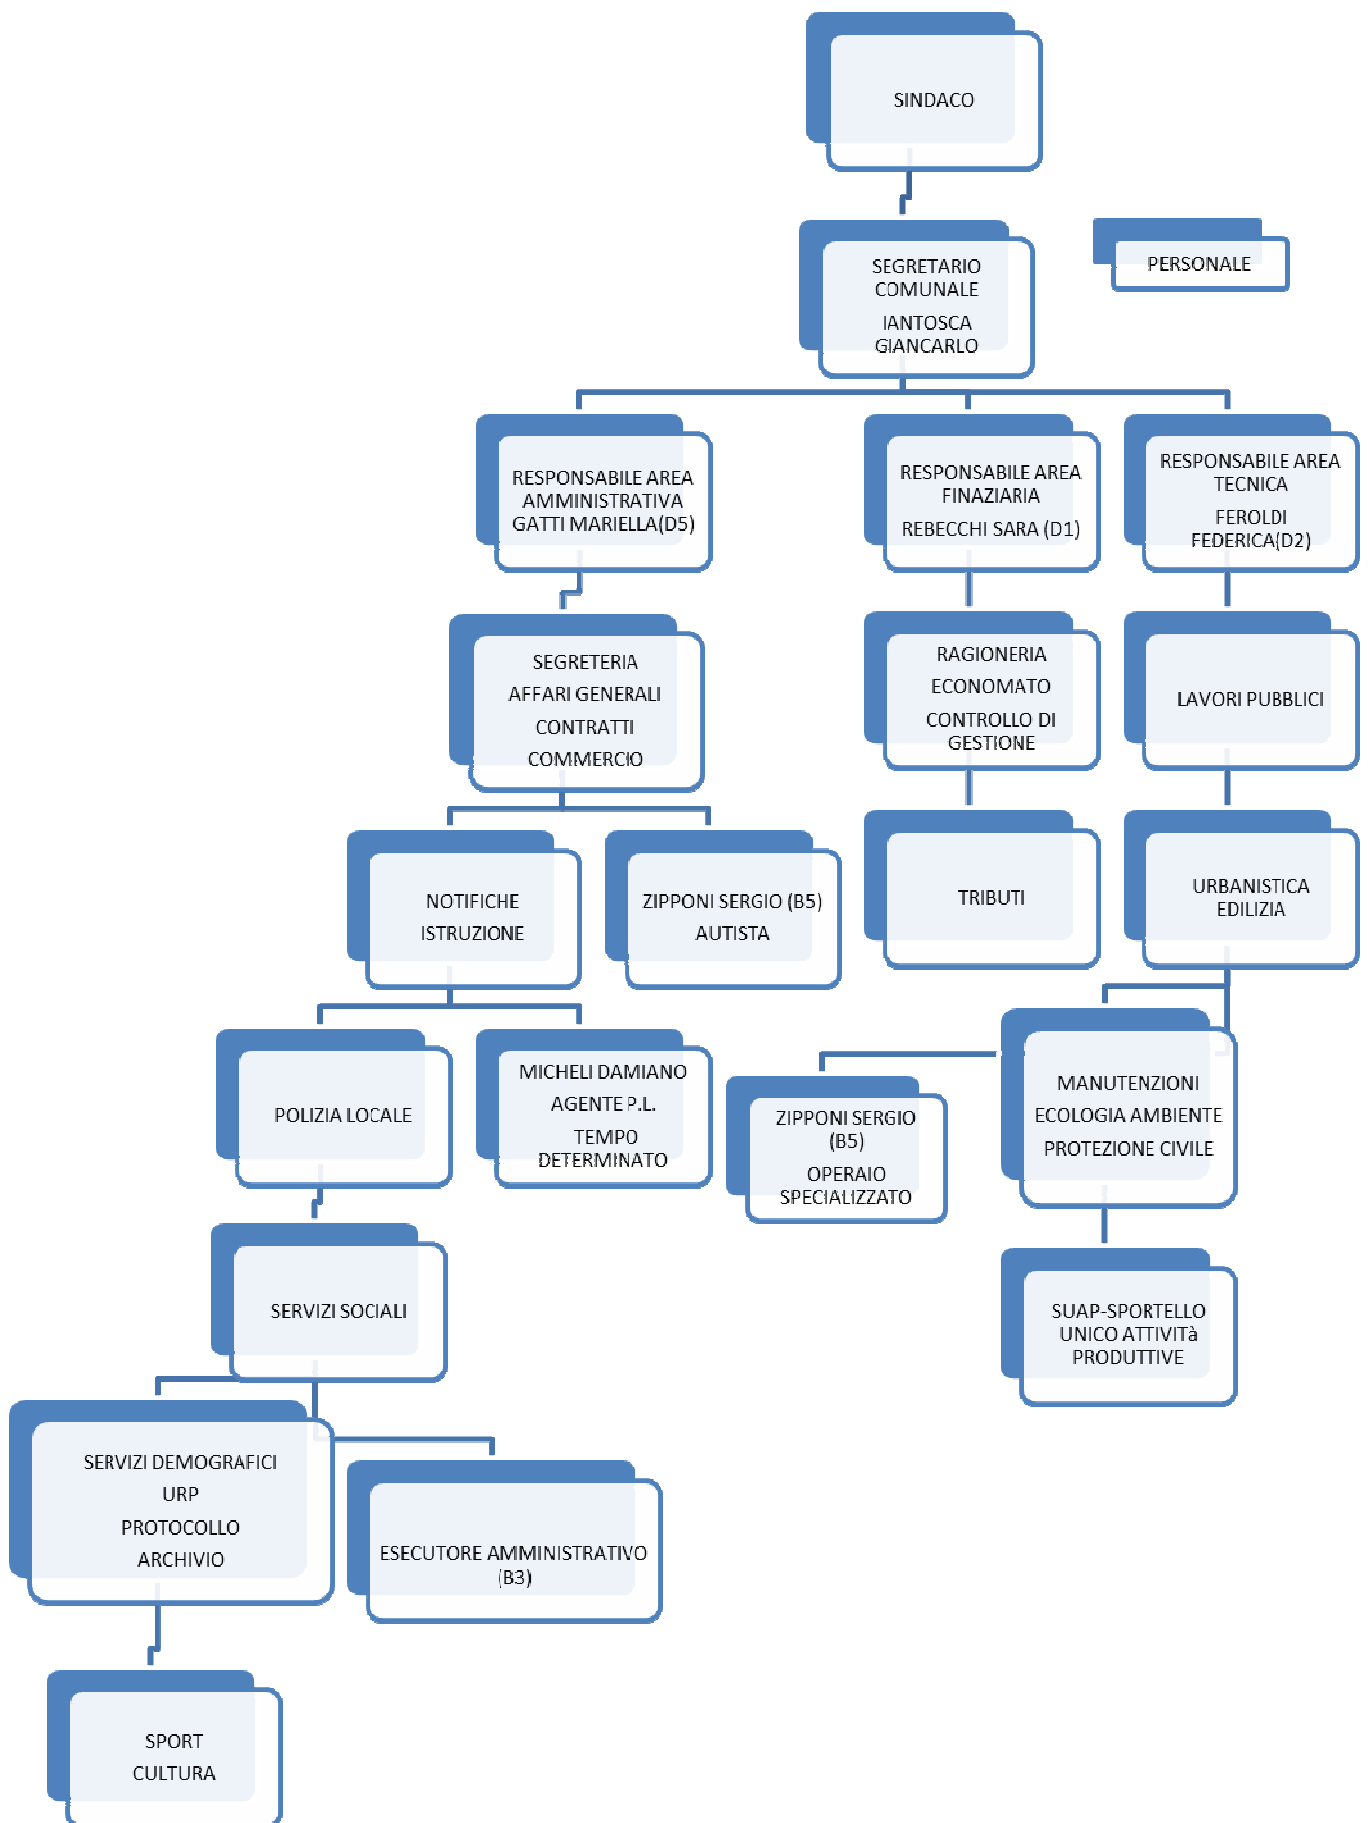 SINDACO
SEGRETARIO
COMUNALE
IANTOSCA
GIANCARLO
PERSONALE
RESPONSABILE AREA
AMMINISTRATIVA
GATTI MARIELLA(D5)
RESPONSABILE AREA
FINAZIARIA
REBECCHI SARA (D1)
RESPONSABILE AREA
TECNICA
FEROLDI
FEDERICA(D2)
SEGRETERIA
AFFARI GENERALI
CONTRATTI
COMMERCIO
RAGIONERIA
ECONOMATO
CONTROLLO DI
GESTIONE
LAVORI PUBBLICI
NOTIFICHE
ISTRUZIONE
ZIPPONI SERGIO (B5)
AUTISTA
TRIBUTI
URBANISTICA
EDILIZIA
POLIZIA LOCALE
MICHELI DAMIANO
AGENTE P.L.
TEMPO
DETERMINATO
ZIPPONI SERGIO
(B5)
OPERAIO
SPECIALIZZATO
MANUTENZIONI
ECOLOGIA AMBIENTE
PROTEZIONE CIVILE
SERVIZI SOCIALI
SUAP-SPORTELLO
UNICO ATTIVITà
PRODUTTIVE
SERVIZI DEMOGRAFICI
URP
PROTOCOLLO
ARCHIVIO
ESECUTORE AMMINISTRATIVO
(B3)
SPORT
CULTURA